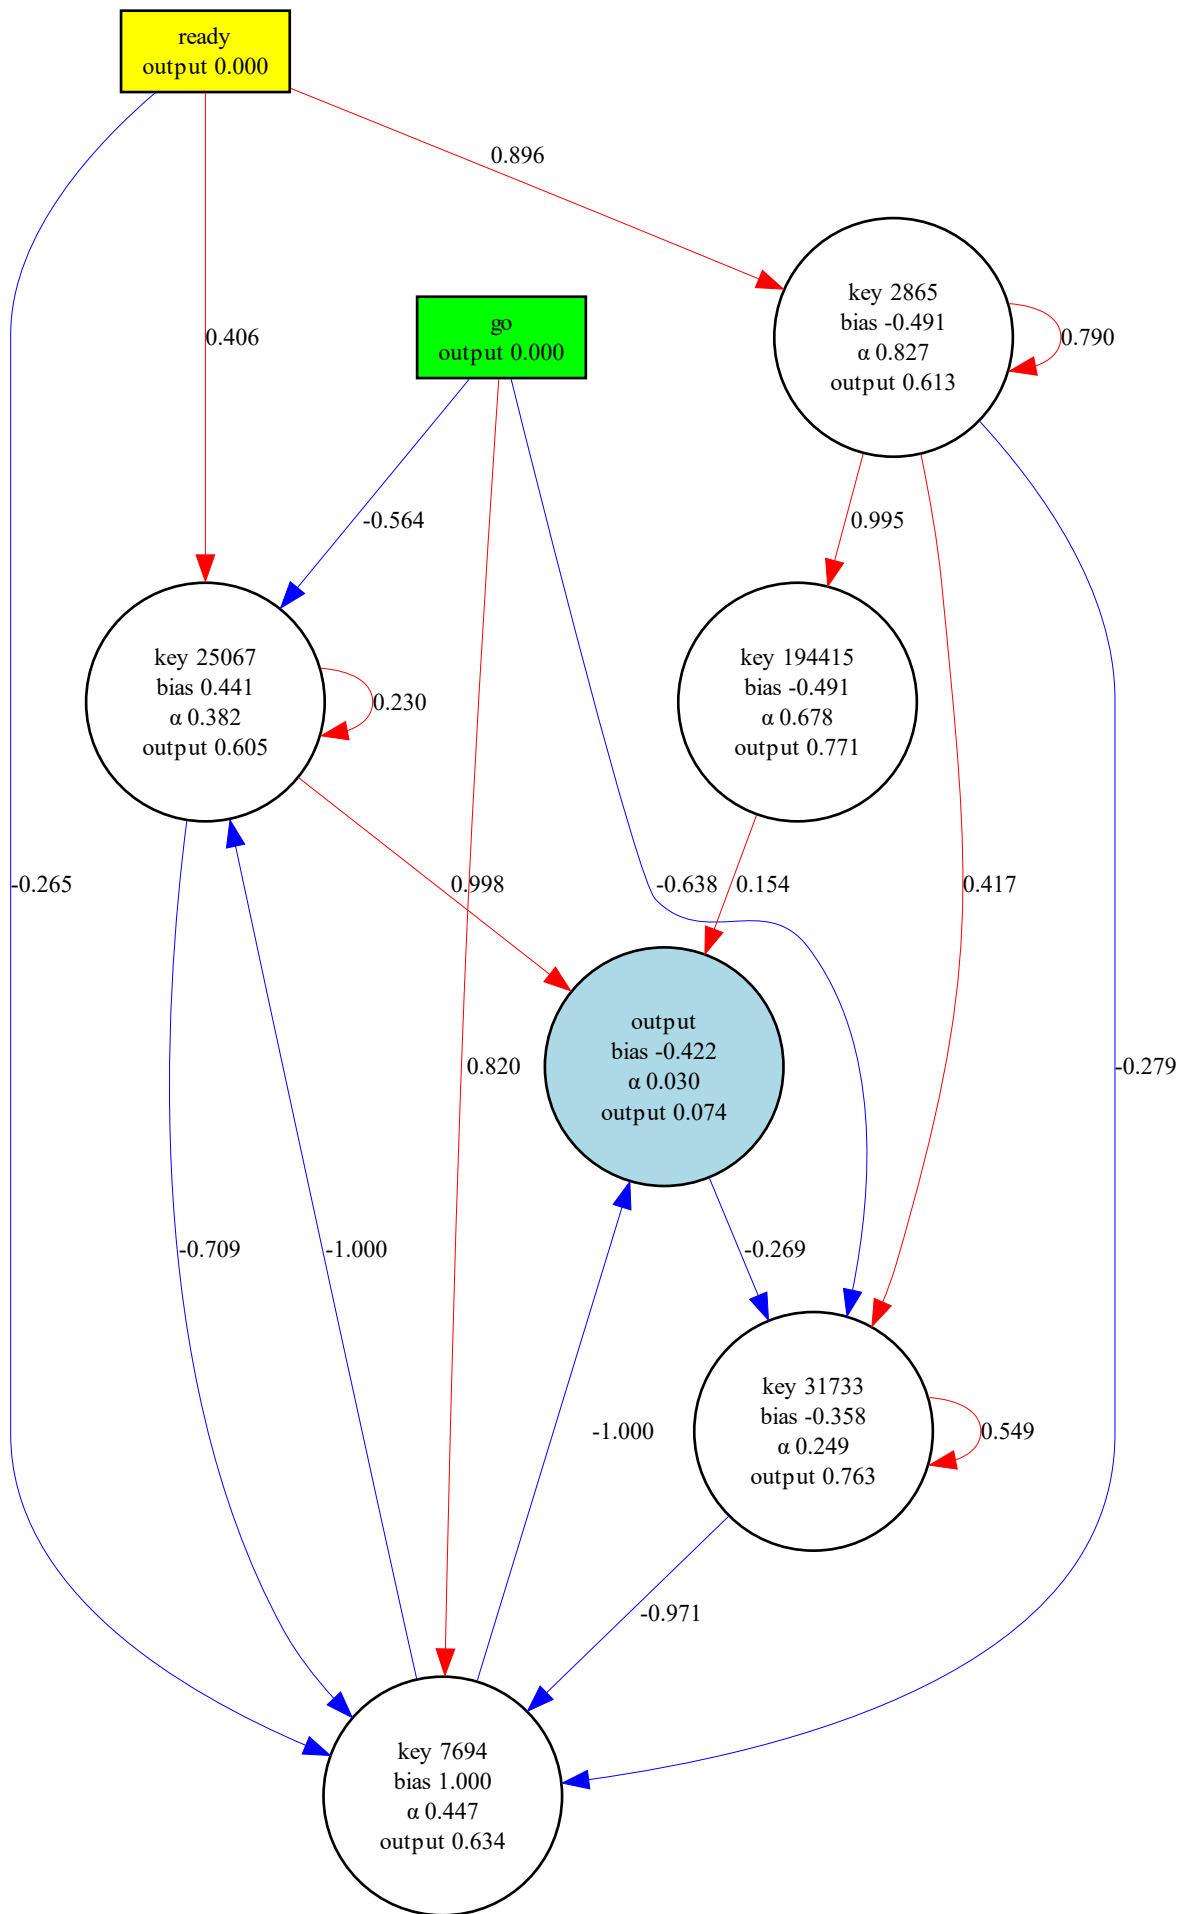 ready
output 0.000
0.896
key 2865
bias -0.491
α 0.827
output 0.613
0.790
go
output 0.000
0.406
-0.564
0.995
key 25067
bias 0.441
α 0.382
output 0.605
0.230
key 194415
bias -0.491
α 0.678
output 0.771
-0.265
0.998
-0.638
0.154
0.417
output
bias -0.422
α 0.030
output 0.074
0.820
-0.279
-0.709
-1.000
-0.269
key 31733
bias -0.358
α 0.249
output 0.763
0.549
-1.000
-0.971
key 7694
bias 1.000
α 0.447
output 0.634